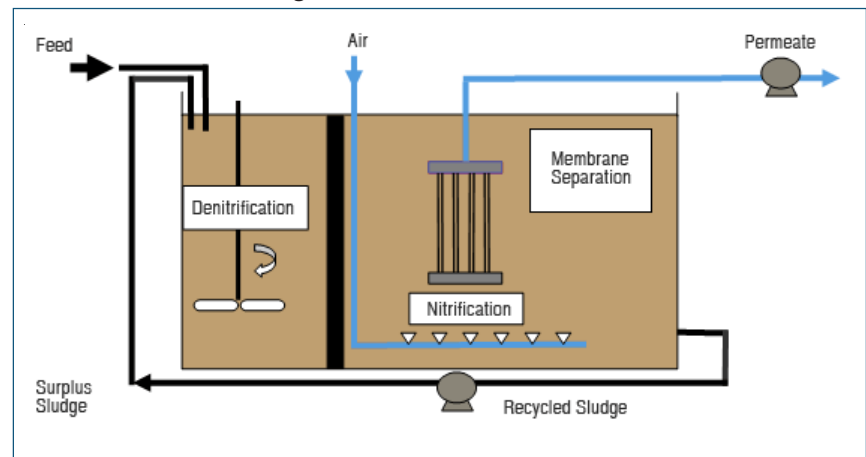 Feed
Air
Permeate
Membrane
Separation
Denitrification
Nitrification
Surplus
Sludge
Recycled Sludge